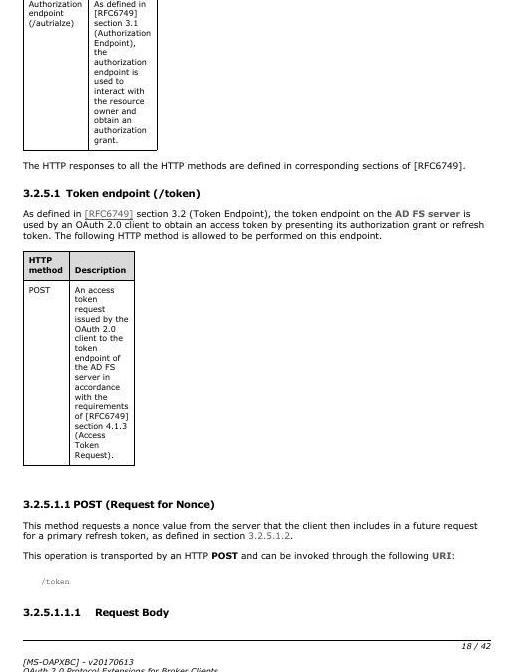 Authorization
endpoint
(/autrialze)
As defined in
[RFC6749]
section 3.1
(Authorization
Endpoint),
the
authorization
endpoint is
used to
interact with
the resource
owner and
obtain an
authorization
grant.
The HTTP responses to all the HTTP methods are defined in corresponding sections of [RFC6749].
3.2.5.1 Token endpoint (/token)
As defined in [RFC6749] section 3.2 (Token Endpoint), the token endpoint on the AD FS server is
used by an OAuth 2.0 client to obtain an access token by presenting its authorization grant or refresh
token. The following HTTP method is allowed to be performed on this endpoint.
HTTP
method
Description
POST
An access
token
request
issued by the
OAuth 2.0
client to the
token
endpoint of
the AD FS
server in
accordance
with the
requirements
of [RFC6749]
section 4.1.3
(Access
Token
Request).
3.2.5.1.1 POST (Request for Nonce)
This method requests a nonce value from the server that the client then includes in a future request
for a primary refresh token, as defined in section 3.2.5.1.2.
This operation is transported by an HTTP POST and can be invoked through the following URI:
/token
3.2.5.1.1.1 Request Body
18 / 42
[MS-OAPXBC] - v20170613
OAuth 2.0 Protocol Extensions for Broker Clients